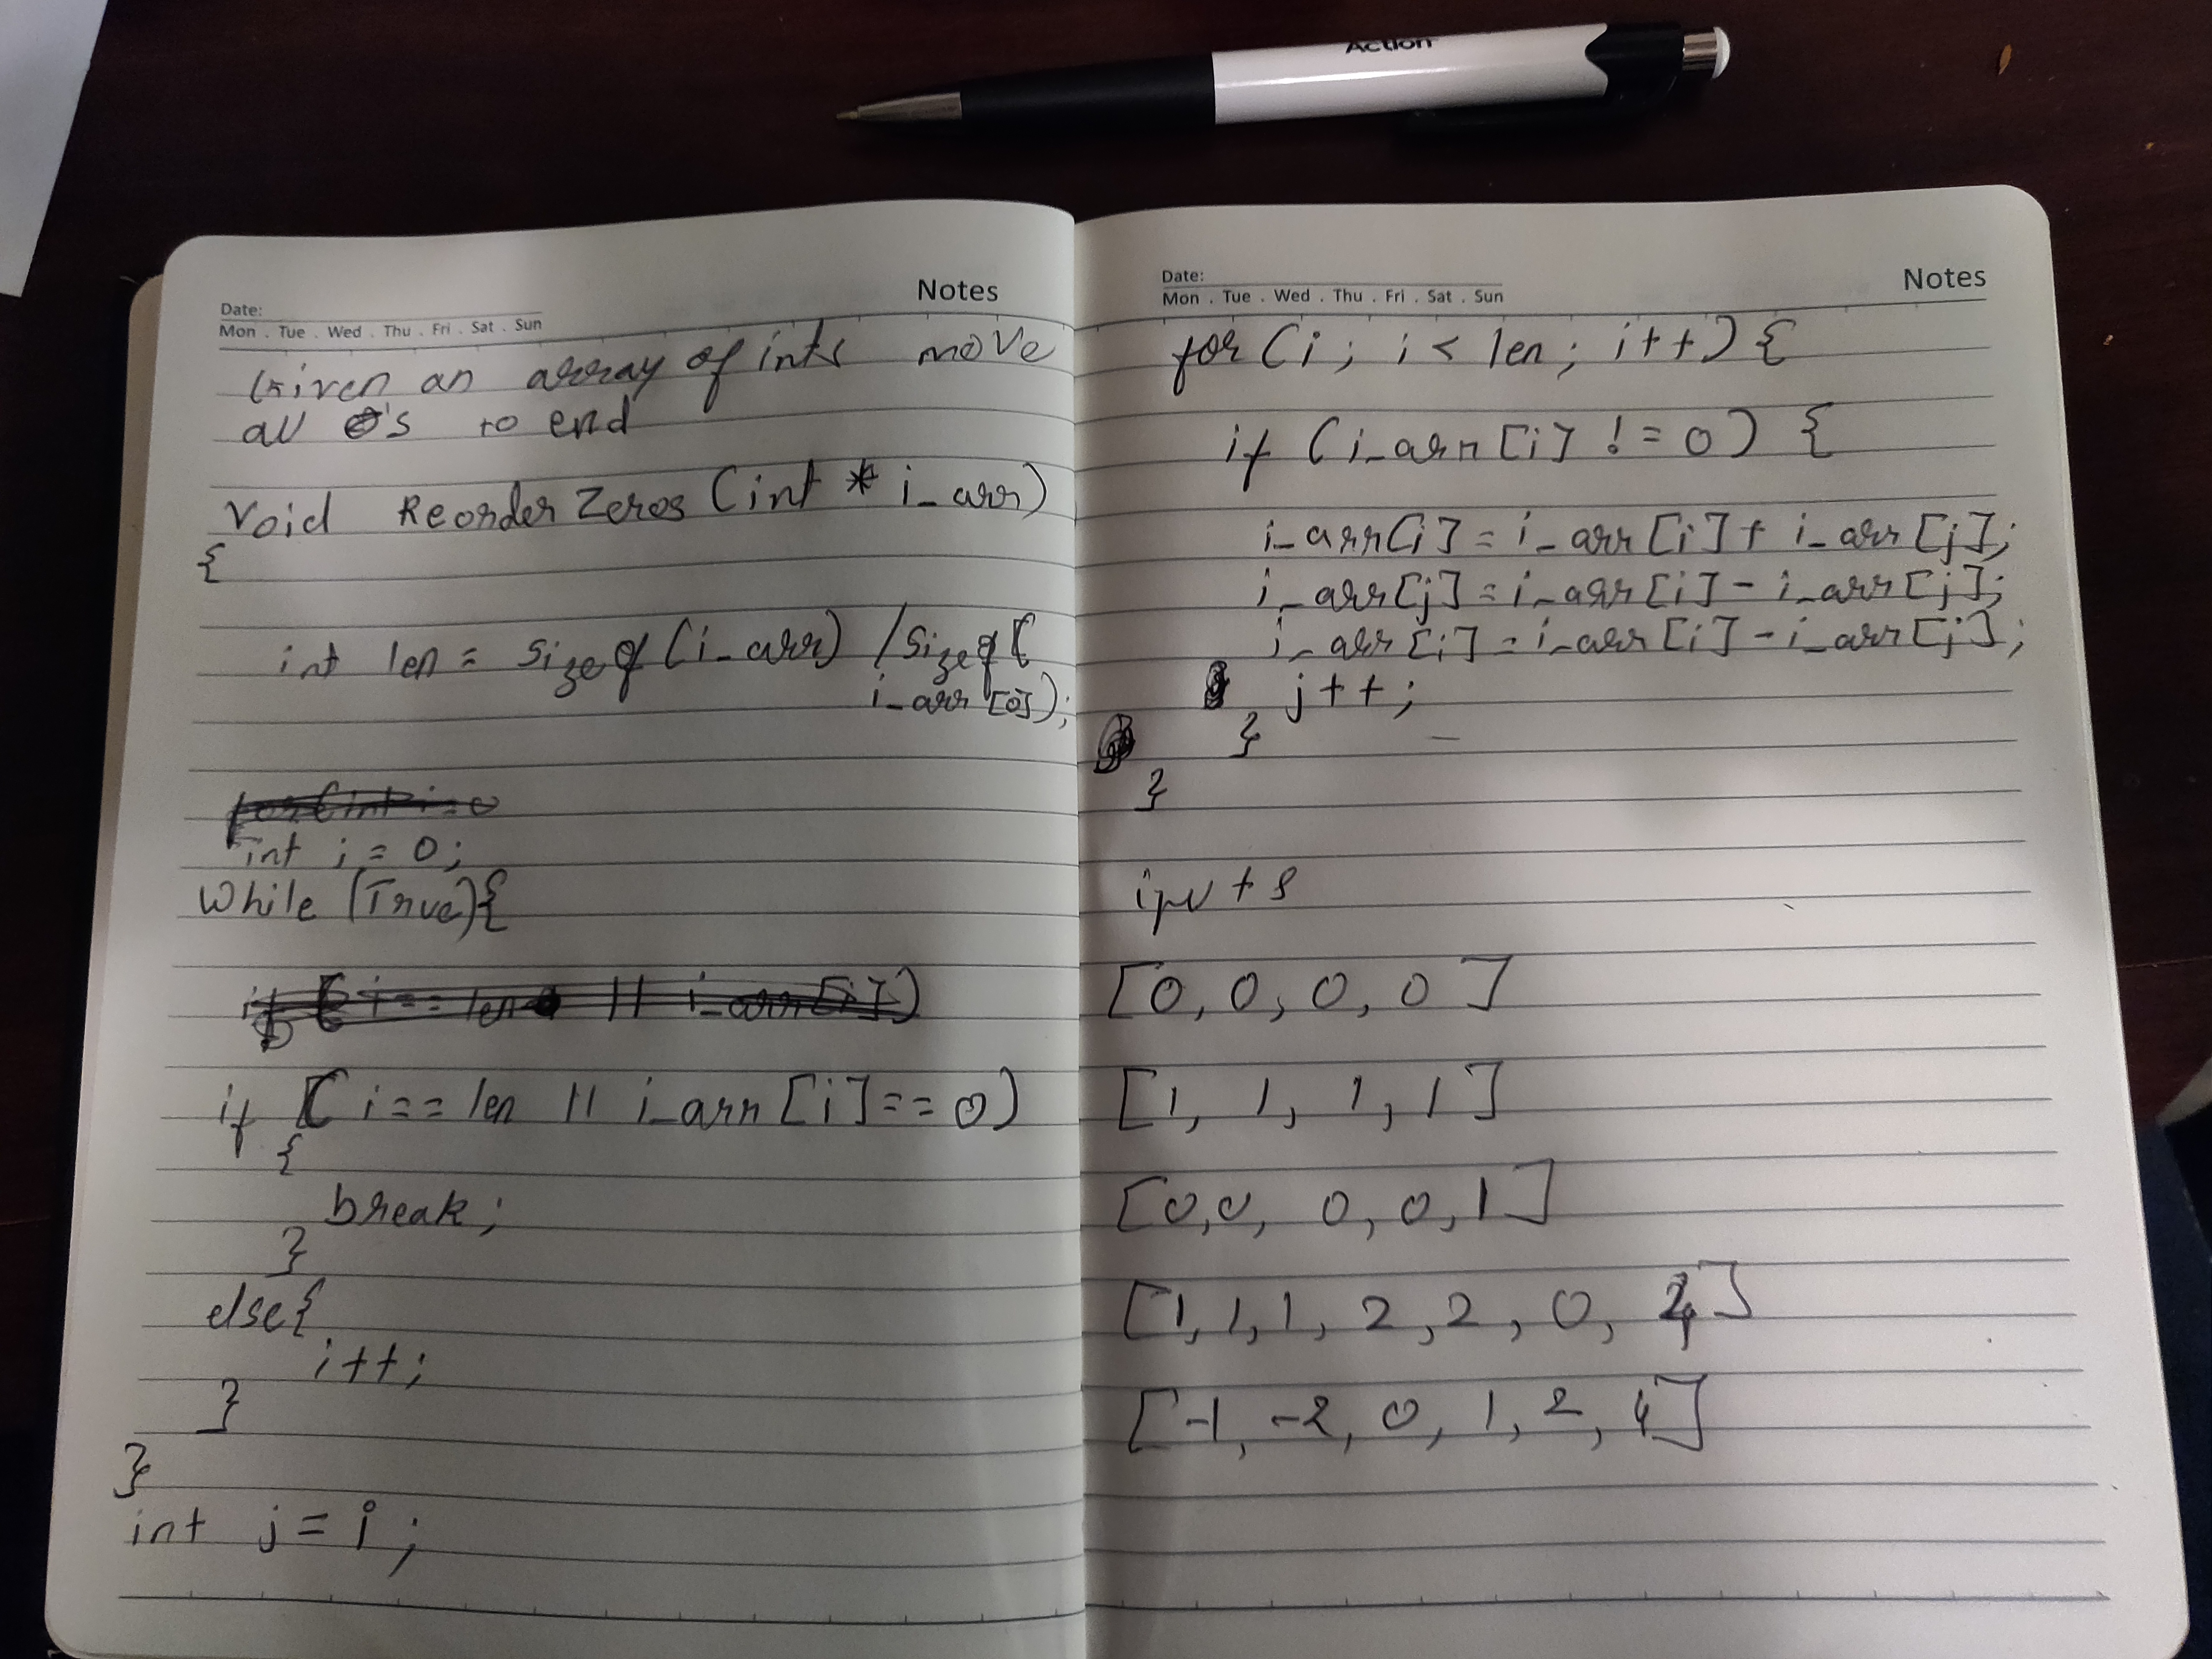 Action
Notes
Date:
Mon . Tue . Wed . Thu . Fri . Sat . Sun
Given an array of ints move
all 0's to end
Void ReorderZeros (int * i_arr)
{
int len = sizeof (i_arr) / sizeof (
i_arr [0]);
for (int i = 0
int i = 0;
While (True){
if ( i == len || i_arr[i])
if ( i == len || i_arr [i] == 0)
{
break;
}
else{
i++;
}
}
int j = i ;
Date:
Mon . Tue . Wed . Thu . Fri . Sat . Sun
Notes
for (i ; i < len ; i++) {
if (i_arr [i] != 0) {
i_arr[i] = i_arr [i] + i_arr [j];
i_arr[j] = i_arr [i] - i_arr [j];
i_arr [i] = i_arr [i] - i_arr [j];
j++;
}
}
iputs
[0, 0, 0, 0]
[1, 1, 1, 1]
[0,0, 0, 0, 1]
[1, 1, 1, 2, 2, 0, 4]
[-1, -2, 0, 1, 2, 4]